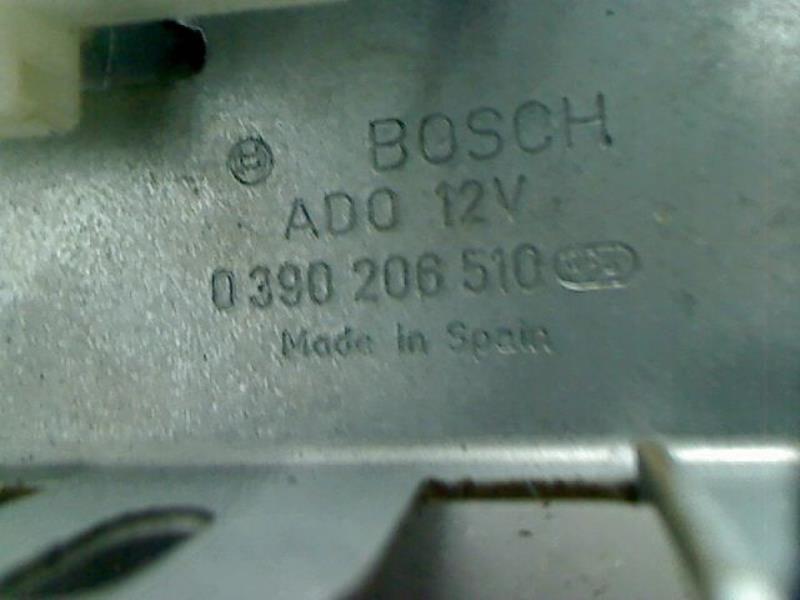 BOSCH
ADO 12V
0 390 206 510
Made in Spain